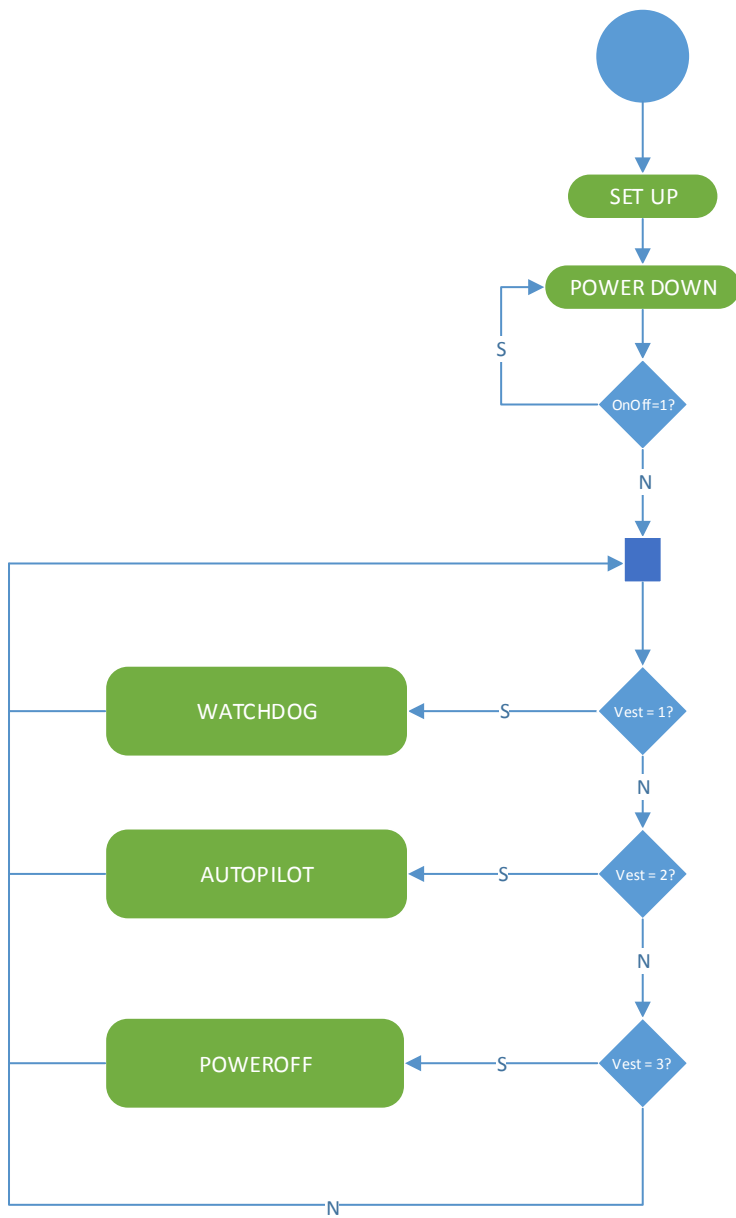 SET UP
POWER DOWN
S
OnOff=1?
N
WATCHDOG
S
Vest = 1?
N
AUTOPILOT
S
Vest = 2?
N
POWEROFF
S
Vest = 3?
N